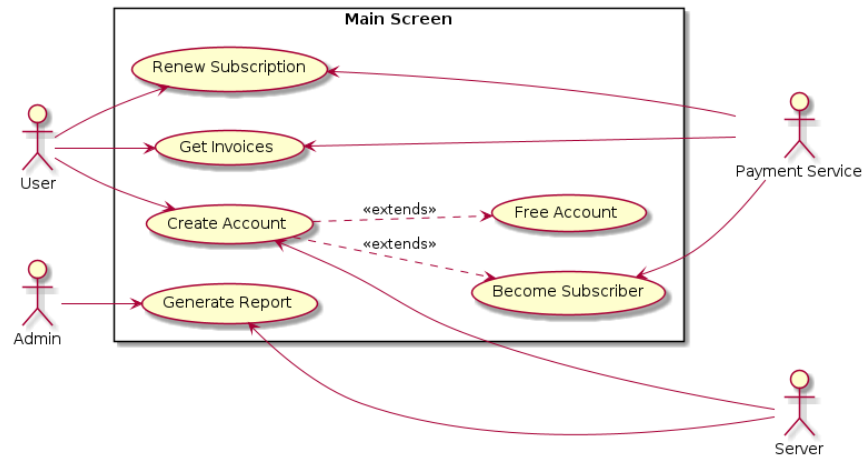 Main Screen
Renew Subscription
Get Invoices
User
Payment Service
Create Account
«extends»
Free Account
«extends»
Become Subscriber
Generate Report
Admin
Server